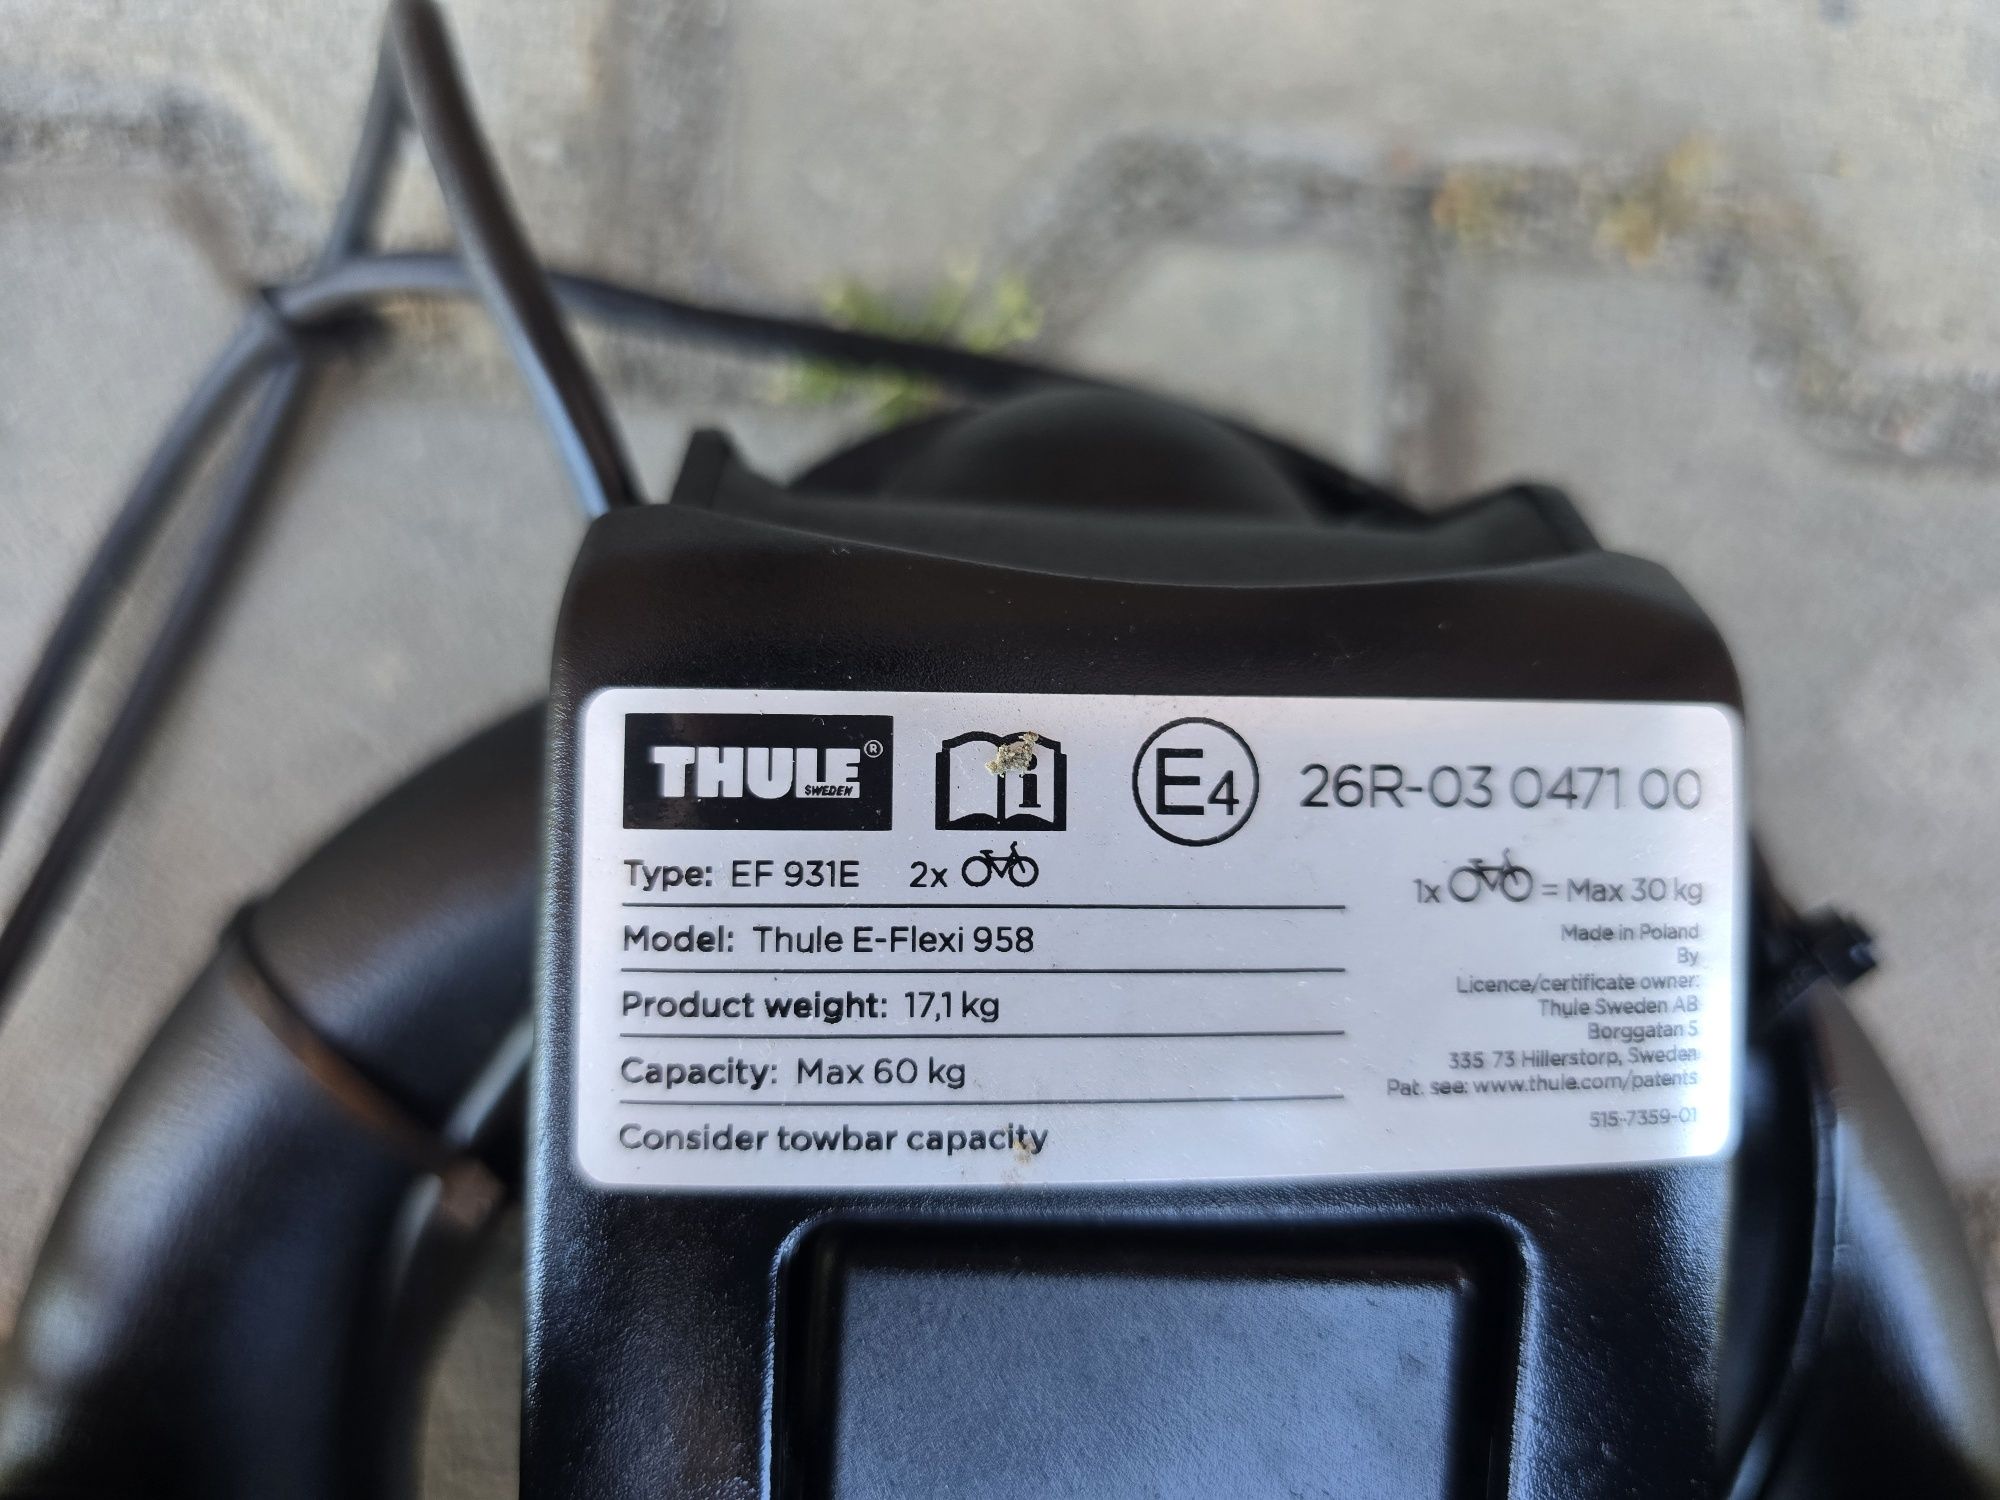 THULE®
SWEDEN
i
E4
26R-03 0471 00
Type: EF 931E 2x
1x = Max 30 kg
Model: Thule E-Flexi 958
Product weight: 17,1 kg
Capacity: Max 60 kg
Consider towbar capacity
Made in Poland
By
Licence/certificate owner:
Thule Sweden AB
Borggatan 5
335 73 Hillerstorp, Sweden
Pat. see: www.thule.com/patents
515-7359-01